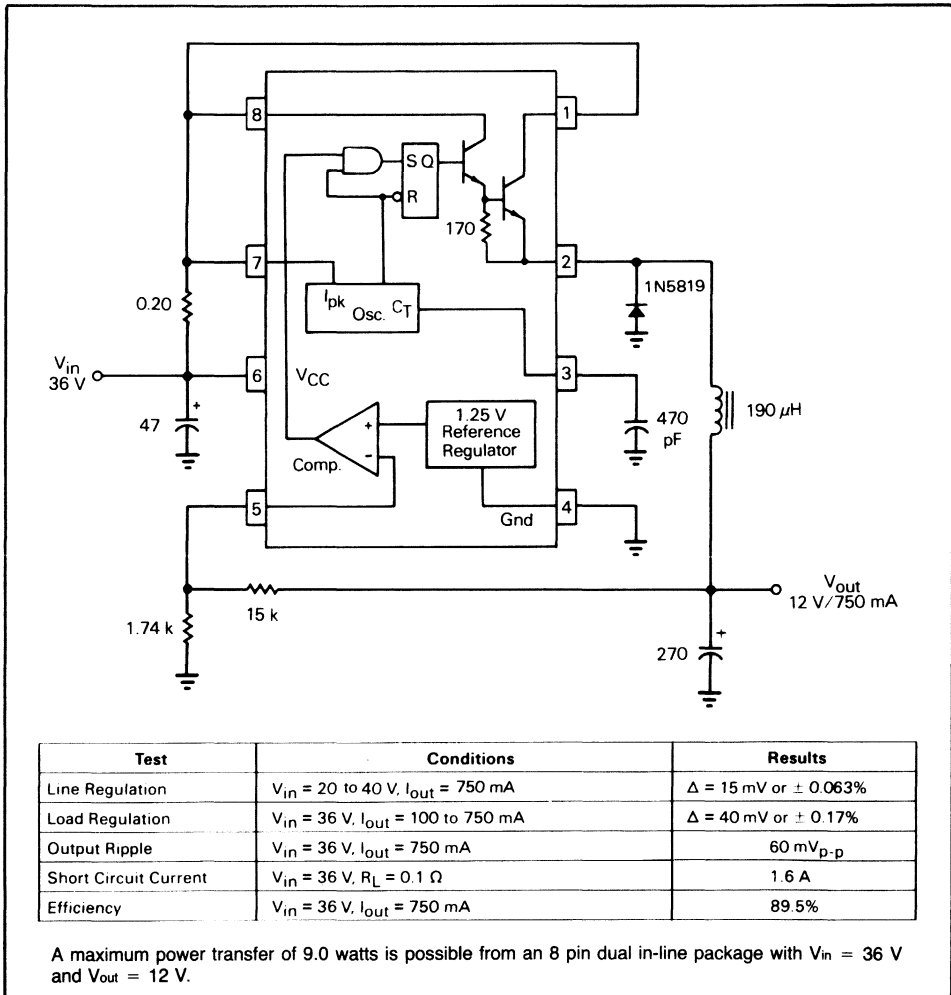 8
1
S Q
R
170
7
2
1N5819
Ipk
Osc.
CT
0.20
Vin
36 V
6
VCC
3
47
+
470
pF
190 μH
1.25 V
Reference
Regulator
+
−
Comp.
5
4
Gnd
15 k
Vout
12 V/750 mA
1.74 k
270
+
Test Conditions Results
Line Regulation Vin = 20 to 40 V, Iout = 750 mA Δ = 15 mV or ± 0.063%
Load Regulation Vin = 36 V, Iout = 100 to 750 mA Δ = 40 mV or ± 0.17%
Output Ripple Vin = 36 V, Iout = 750 mA 60 mVp-p
Short Circuit Current Vin = 36 V, RL = 0.1 Ω 1.6 A
Efficiency Vin = 36 V, Iout = 750 mA 89.5%
A maximum power transfer of 9.0 watts is possible from an 8 pin dual in-line package with Vin = 36 V
and Vout = 12 V.